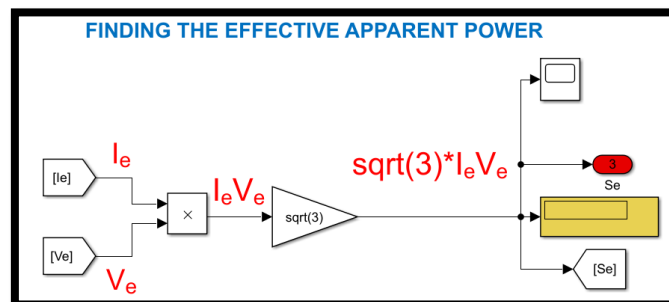 FINDING THE EFFECTIVE APPARENT POWER
Ie
[Ie]
IeVe
sqrt(3)
sqrt(3)*IeVe
3
Se
×
[Ve]
Ve
[Se]